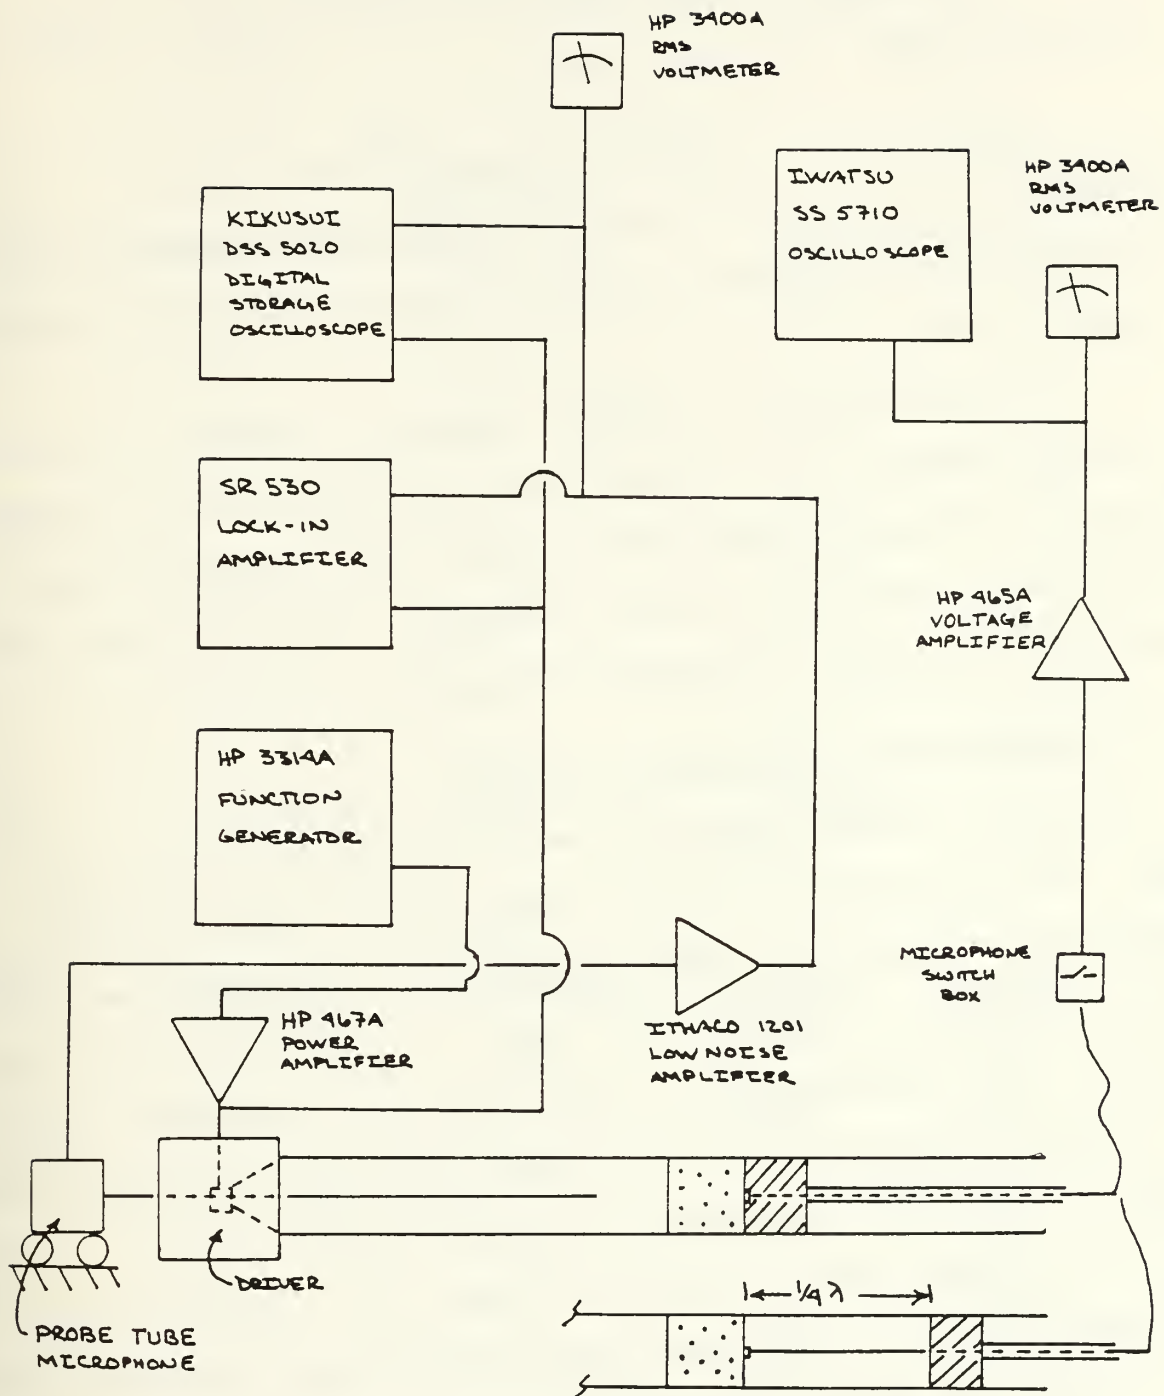 HP 3400A
RMS
VOLTMETER
KIKUSUI
DSS 5020
DIGITAL
STORAGE
OSCILLOSCOPE
IWATSU
SS 5710
OSCILLOSCOPE
HP 3400A
RMS
VOLTMETER
SR 530
LOCK-IN
AMPLIFIER
HP 465A
VOLTAGE
AMPLIFIER
HP 3314A
FUNCTION
GENERATOR
MICROPHONE
SWITCH
BOX
HP 467A
POWER
AMPLIFIER
ITHACO 1201
LOW NOISE
AMPLIFIER
DRIVER
PROBE TUBE
MICROPHONE
1/4 λ